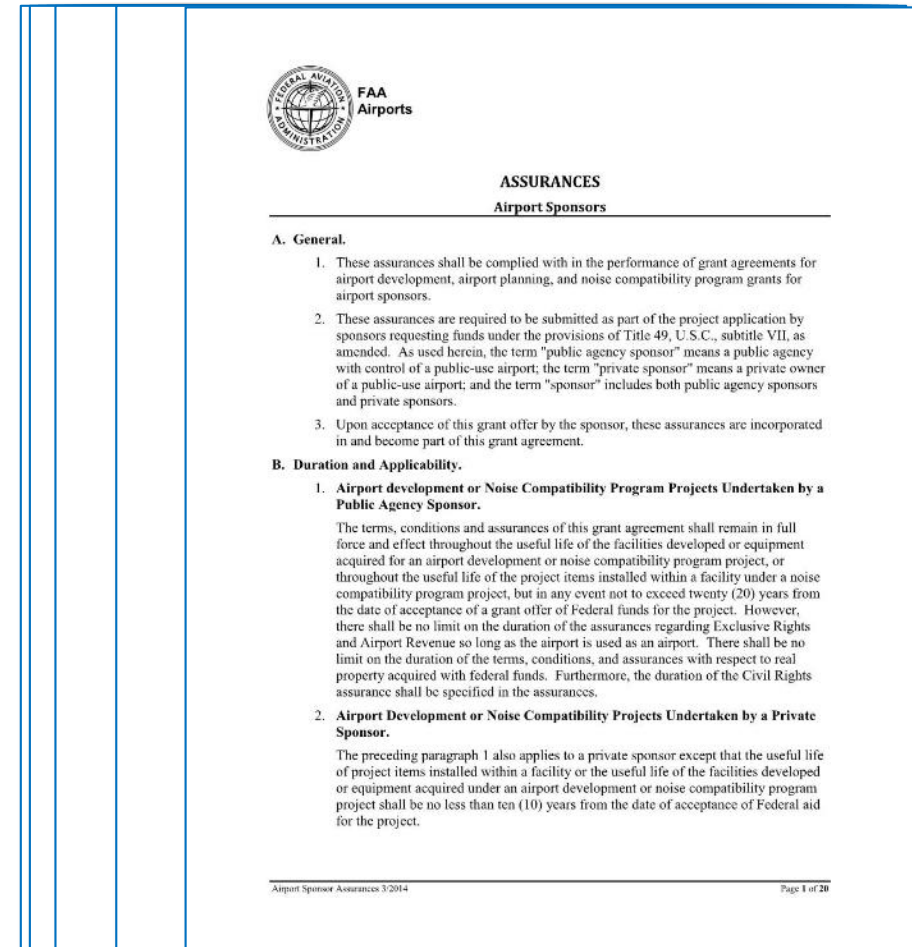 FEDERAL AVIATION
ADMINISTRATION
FAA
Airports
ASSURANCES
Airport Sponsors
A. General.
1. These assurances shall be complied with in the performance of grant agreements for
airport development, airport planning, and noise compatibility program grants for
airport sponsors.
2. These assurances are required to be submitted as part of the project application by
sponsors requesting funds under the provisions of Title 49, U.S.C., subtitle VII, as
amended. As used herein, the term "public agency sponsor" means a public agency
with control of a public-use airport; the term "private sponsor" means a private owner
of a public-use airport; and the term "sponsor" includes both public agency sponsors
and private sponsors.
3. Upon acceptance of this grant offer by the sponsor, these assurances are incorporated
in and become part of this grant agreement.
B. Duration and Applicability.
1. Airport development or Noise Compatibility Program Projects Undertaken by a
Public Agency Sponsor.
The terms, conditions and assurances of this grant agreement shall remain in full
force and effect throughout the useful life of the facilities developed or equipment
acquired for an airport development or noise compatibility program project, or
throughout the useful life of the project items installed within a facility under a noise
compatibility program project, but in any event not to exceed twenty (20) years from
the date of acceptance of a grant offer of Federal funds for the project. However,
there shall be no limit on the duration of the assurances regarding Exclusive Rights
and Airport Revenue so long as the airport is used as an airport. There shall be no
limit on the duration of the terms, conditions, and assurances with respect to real
property acquired with federal funds. Furthermore, the duration of the Civil Rights
assurance shall be specified in the assurances.
2. Airport Development or Noise Compatibility Projects Undertaken by a Private
Sponsor.
The preceding paragraph 1 also applies to a private sponsor except that the useful life
of project items installed within a facility or the useful life of the facilities developed
or equipment acquired under an airport development or noise compatibility program
project shall be no less than ten (10) years from the date of acceptance of Federal aid
for the project.
Airport Sponsor Assurances 3/2014 Page 1 of 20